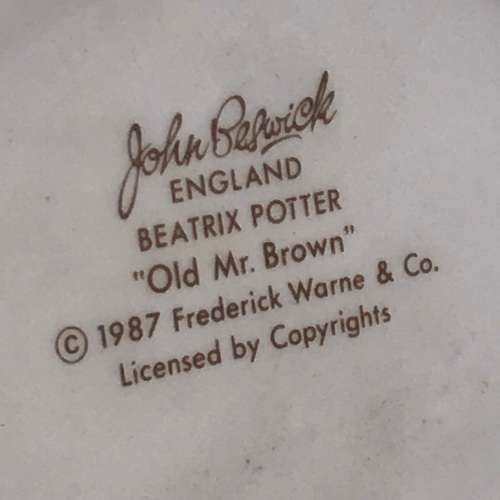 John Beswick
ENGLAND
BEATRIX POTTER
"Old Mr. Brown"
© 1987 Frederick Warne & Co.
Licensed by Copyrights